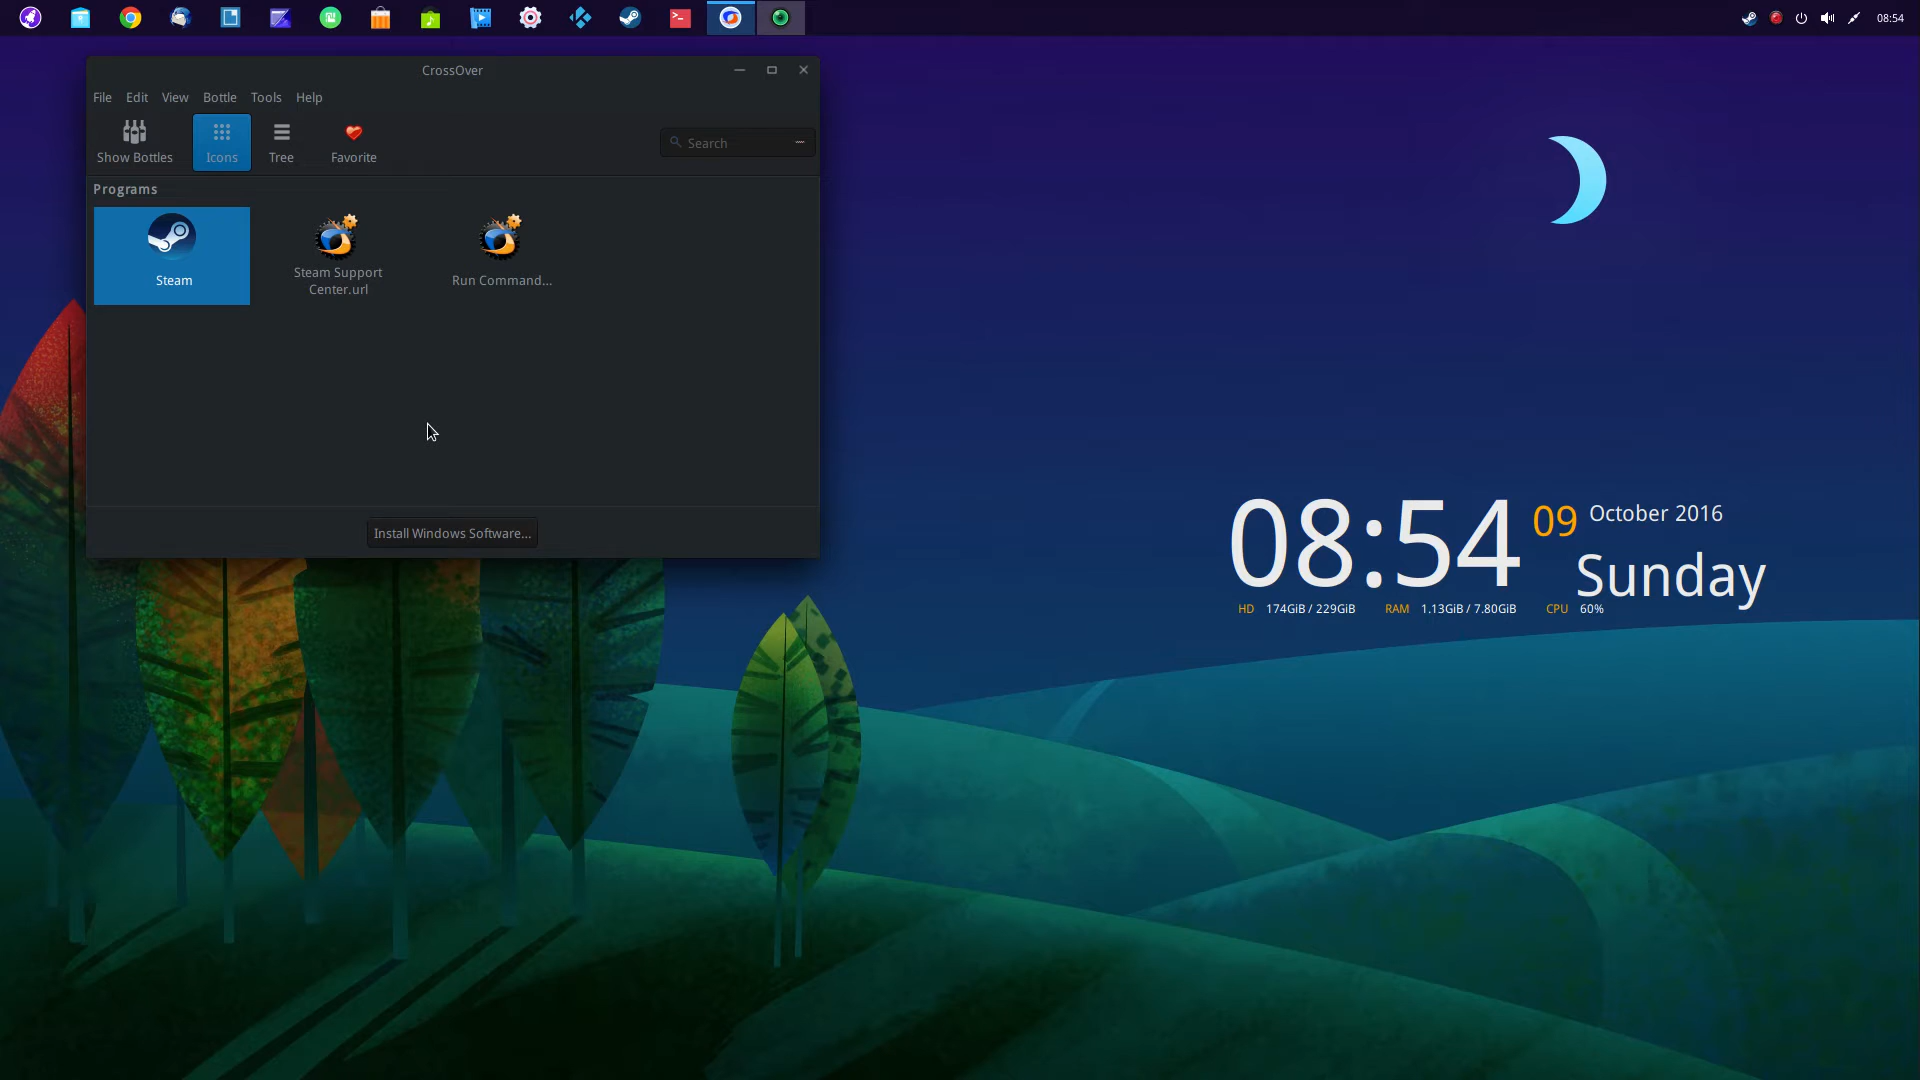 08:54
CrossOver
File Edit View Bottle Tools Help
Show Bottles Icons Tree Favorite Search
Programs
Steam
Steam Support
Center.url
Run Command...
Install Windows Software...
08:54 09 October 2016
Sunday
HD 174GiB / 229GiB RAM 1.13GiB / 7.80GiB CPU 60%